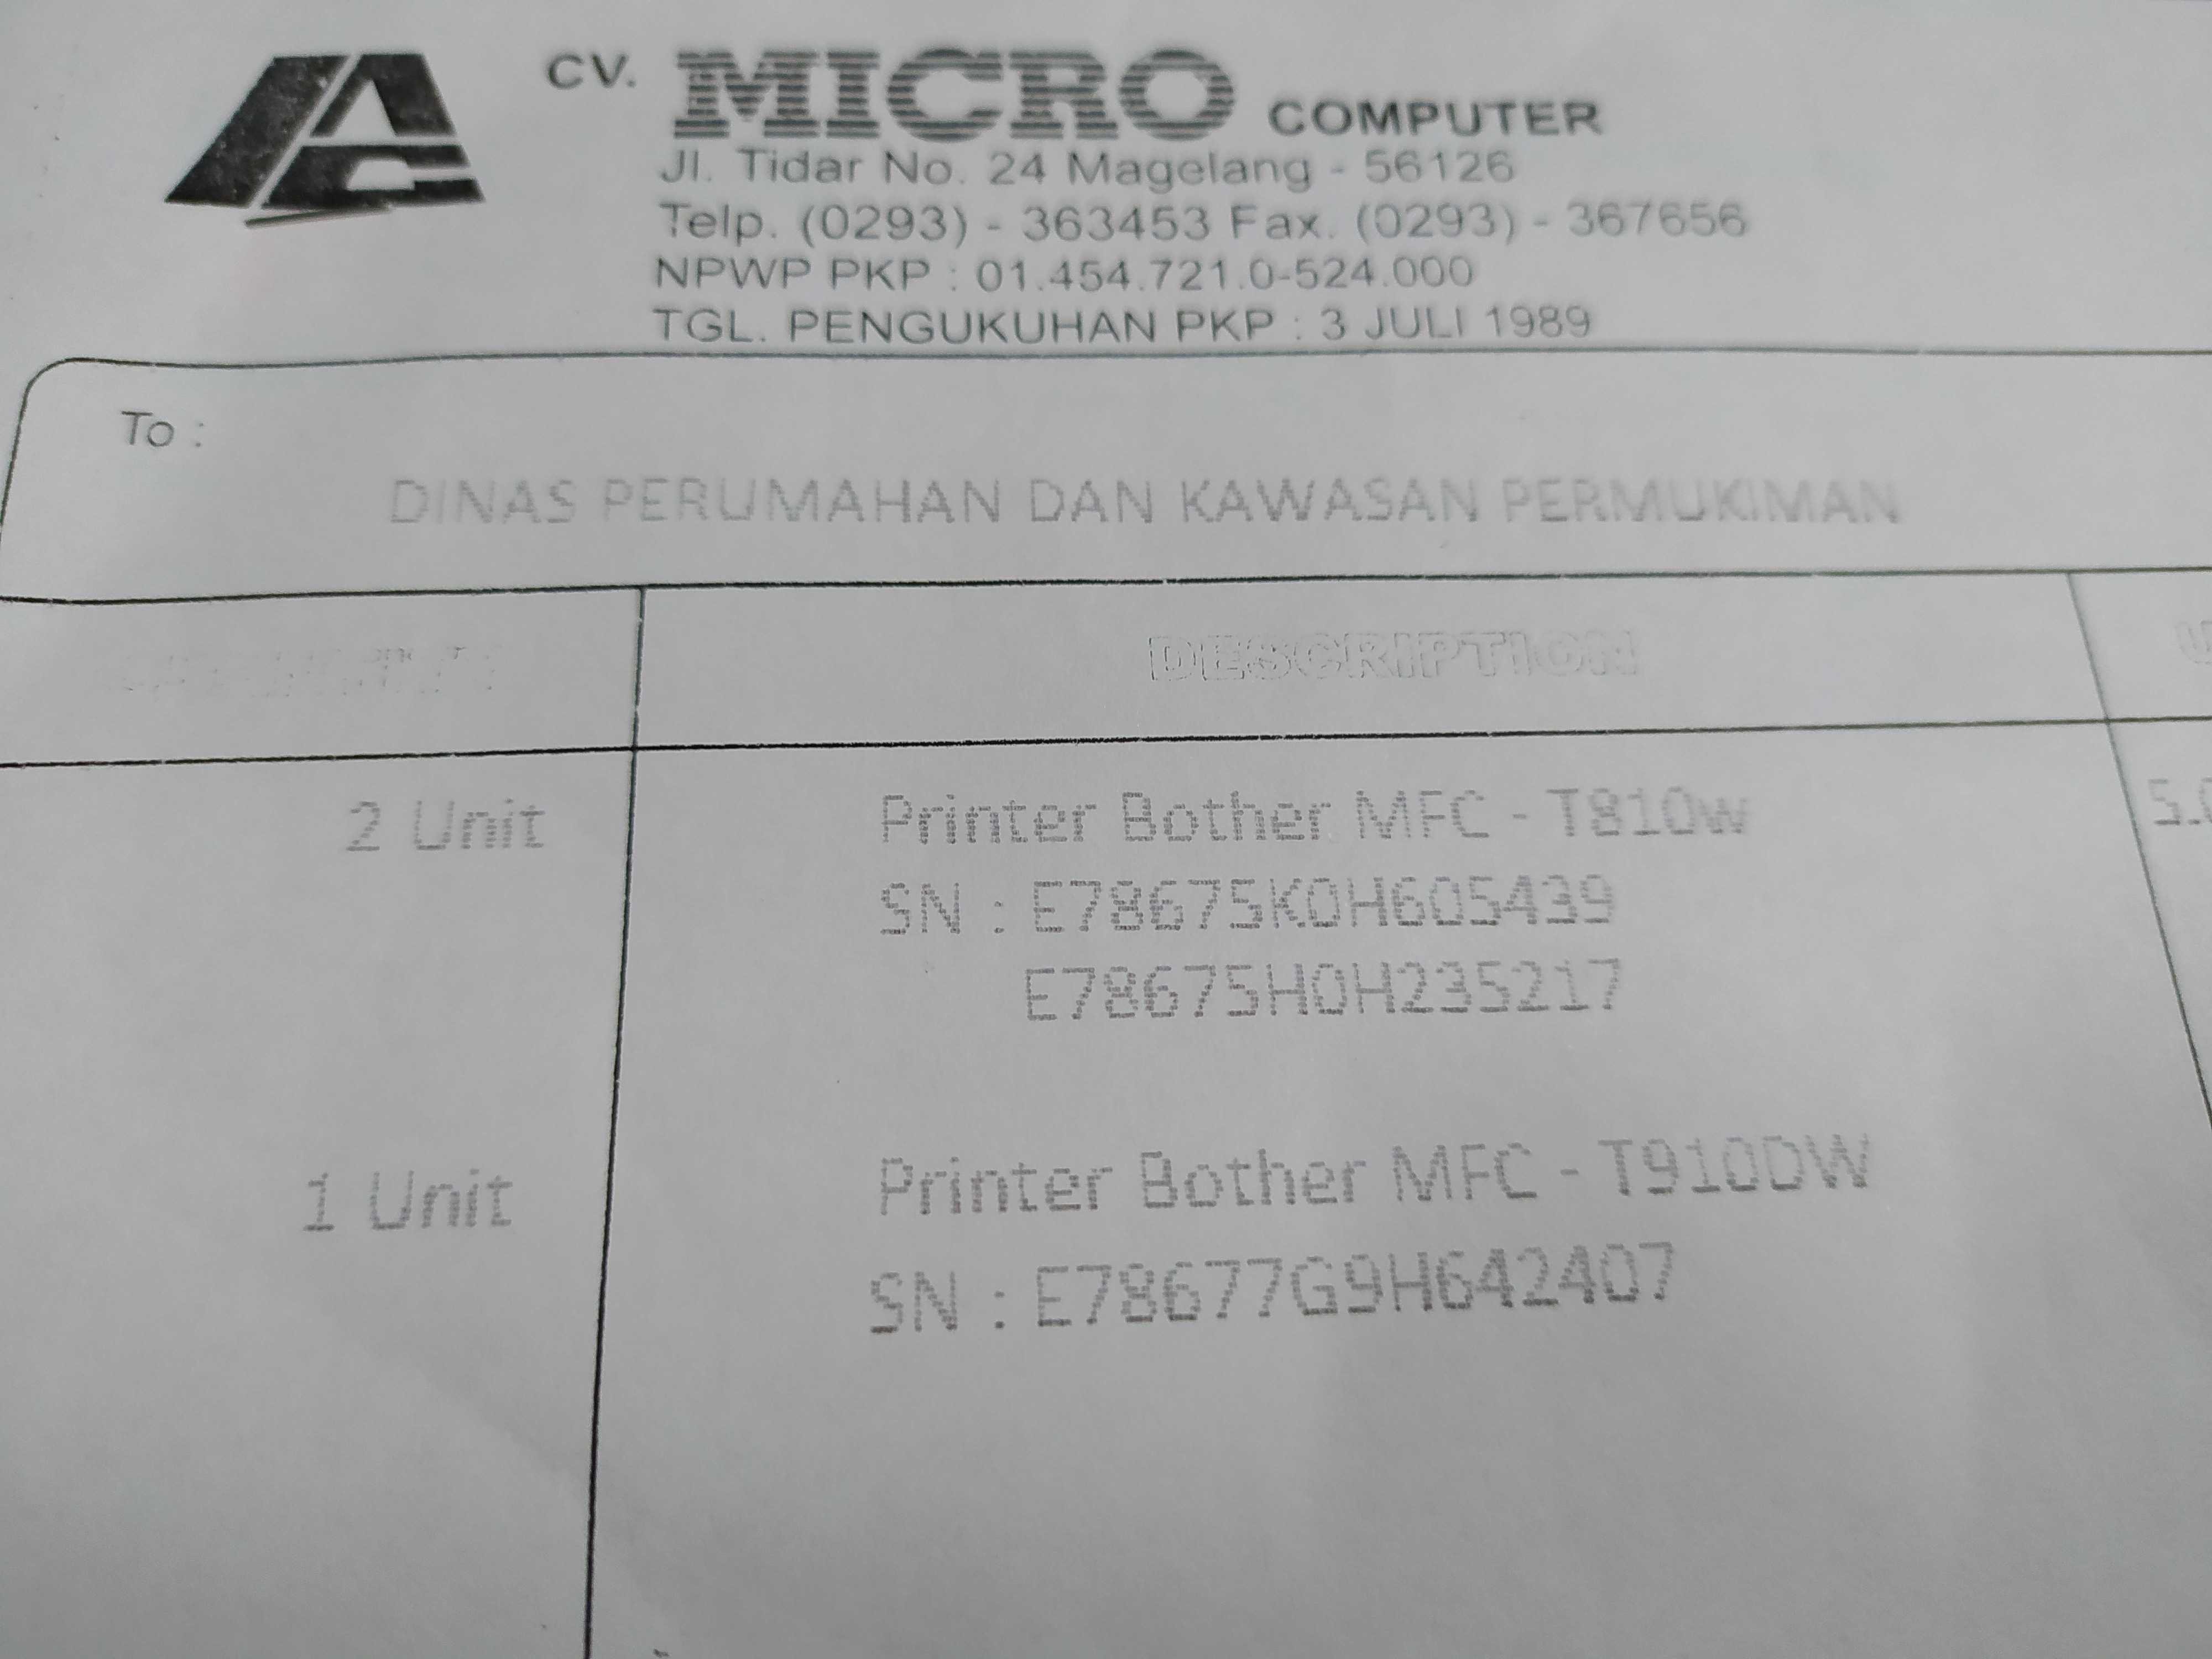 CV. MICRO COMPUTER
Jl. Tidar No. 24 Magelang - 56126
Telp. (0293) - 363453 Fax. (0293) - 367656
NPWP PKP : 01.454.721.0-524.000
TGL. PENGUKUHAN PKP : 3 JULI 1989
To :
DINAS PERUMAHAN DAN KAWASAN PERMUKIMAN
DESCRIPTION
2 Unit Printer Bother MFC - T810w
SN : E78675K0H605439
E78675H0H235217
1 Unit Printer Bother MFC - T910DW
SN : E78677G9H642407